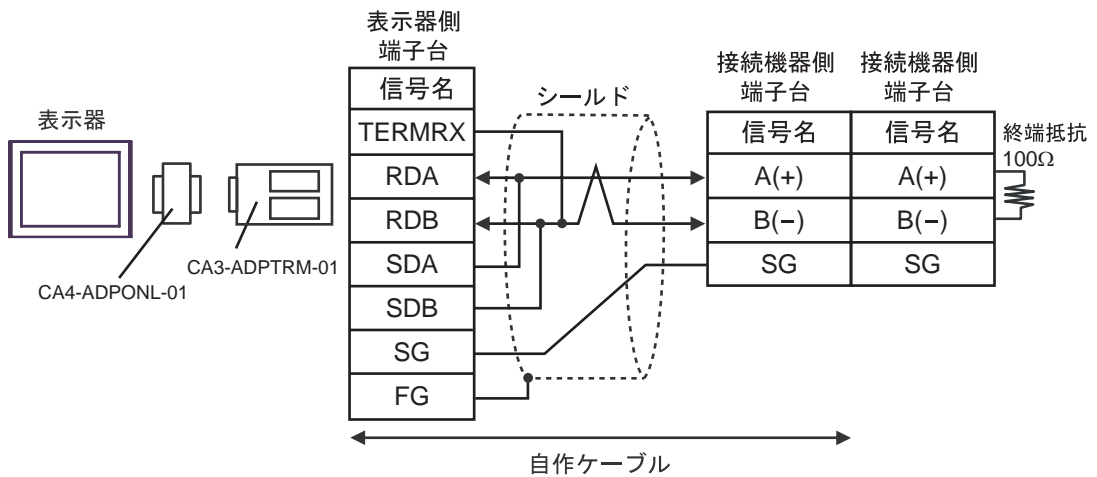 表示器
CA4-ADPONL-01
CA3-ADPTRM-01
表示器側
端子台
信号名
TERMRX
RDA
RDB
SDA
SDB
SG
FG
シールド
接続機器側
端子台
信号名
A(+)
B(−)
SG
接続機器側
端子台
信号名
A(+)
B(−)
SG
終端抵抗
100Ω
自作ケーブル